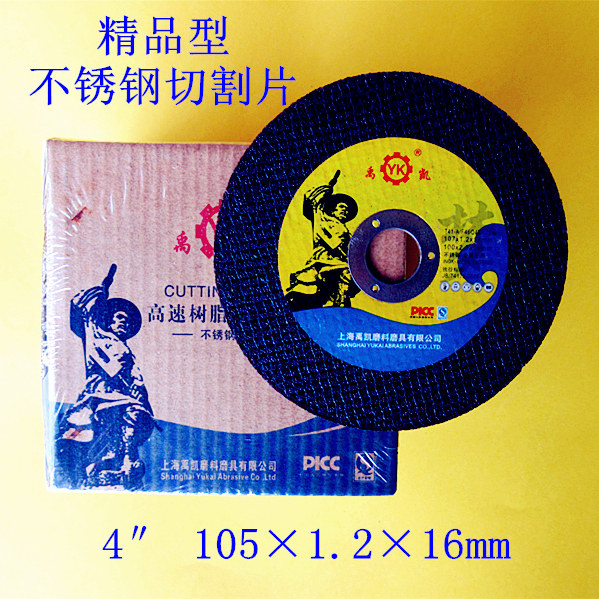 精品型
不锈钢切割片
YK
禹 凯 ®
PICC
上海禹凯磨料磨具有限公司
SHANGHAI YUKAI ABRASIVES CO.,LTD.
禹
CUTTIN
高速树脂
不锈钢
上海禹凯磨料磨具有限公司
Shanghai Yukai Abrasive Co.,Ltd
PICC
4" 105×1.2×16mm